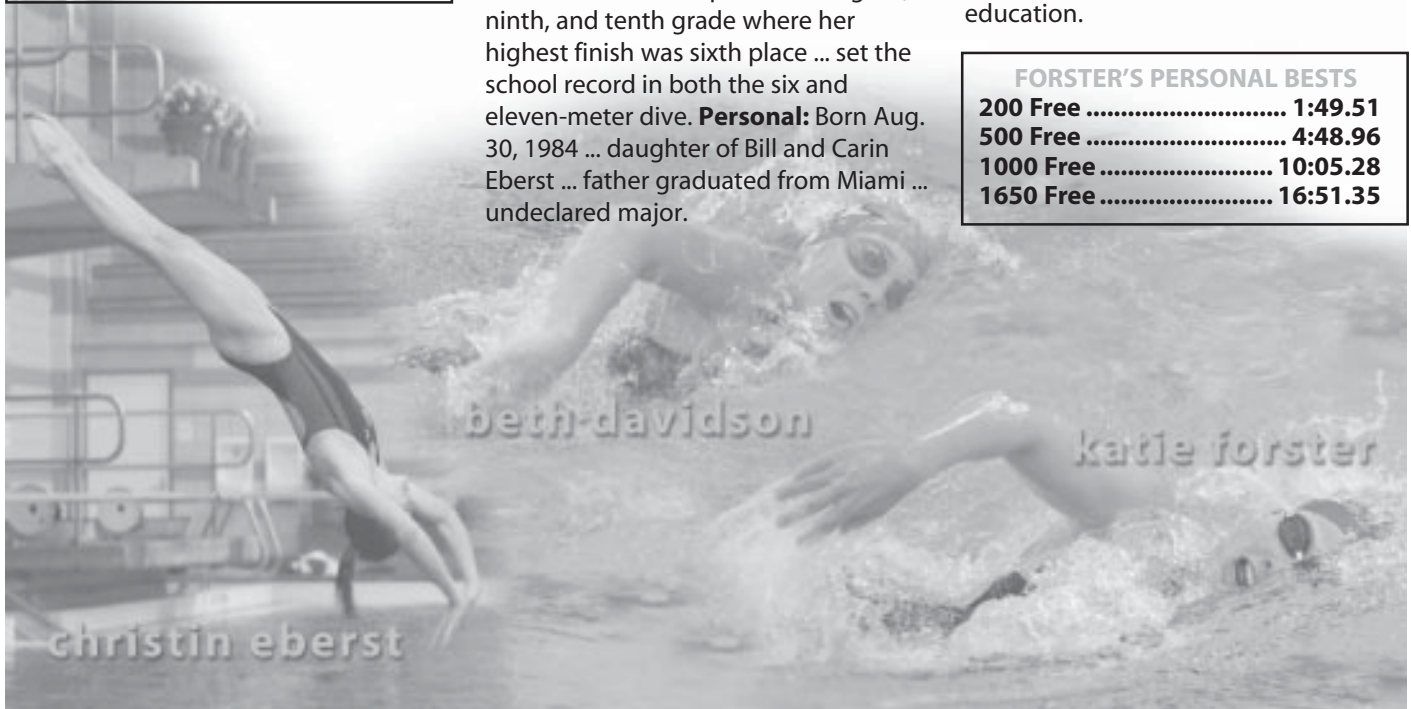 ninth, and tenth grade where her
highest finish was sixth place ... set the
school record in both the six and
eleven-meter dive. Personal: Born Aug.
30, 1984 ... daughter of Bill and Carin
Eberst ... father graduated from Miami ...
undeclared major.
education.
FORSTER'S PERSONAL BESTS
200 Free ............................. 1:49.51
500 Free ............................. 4:48.96
1000 Free ......................... 10:05.28
1650 Free ......................... 16:51.35
beth davidson
katie forster
christin eberst